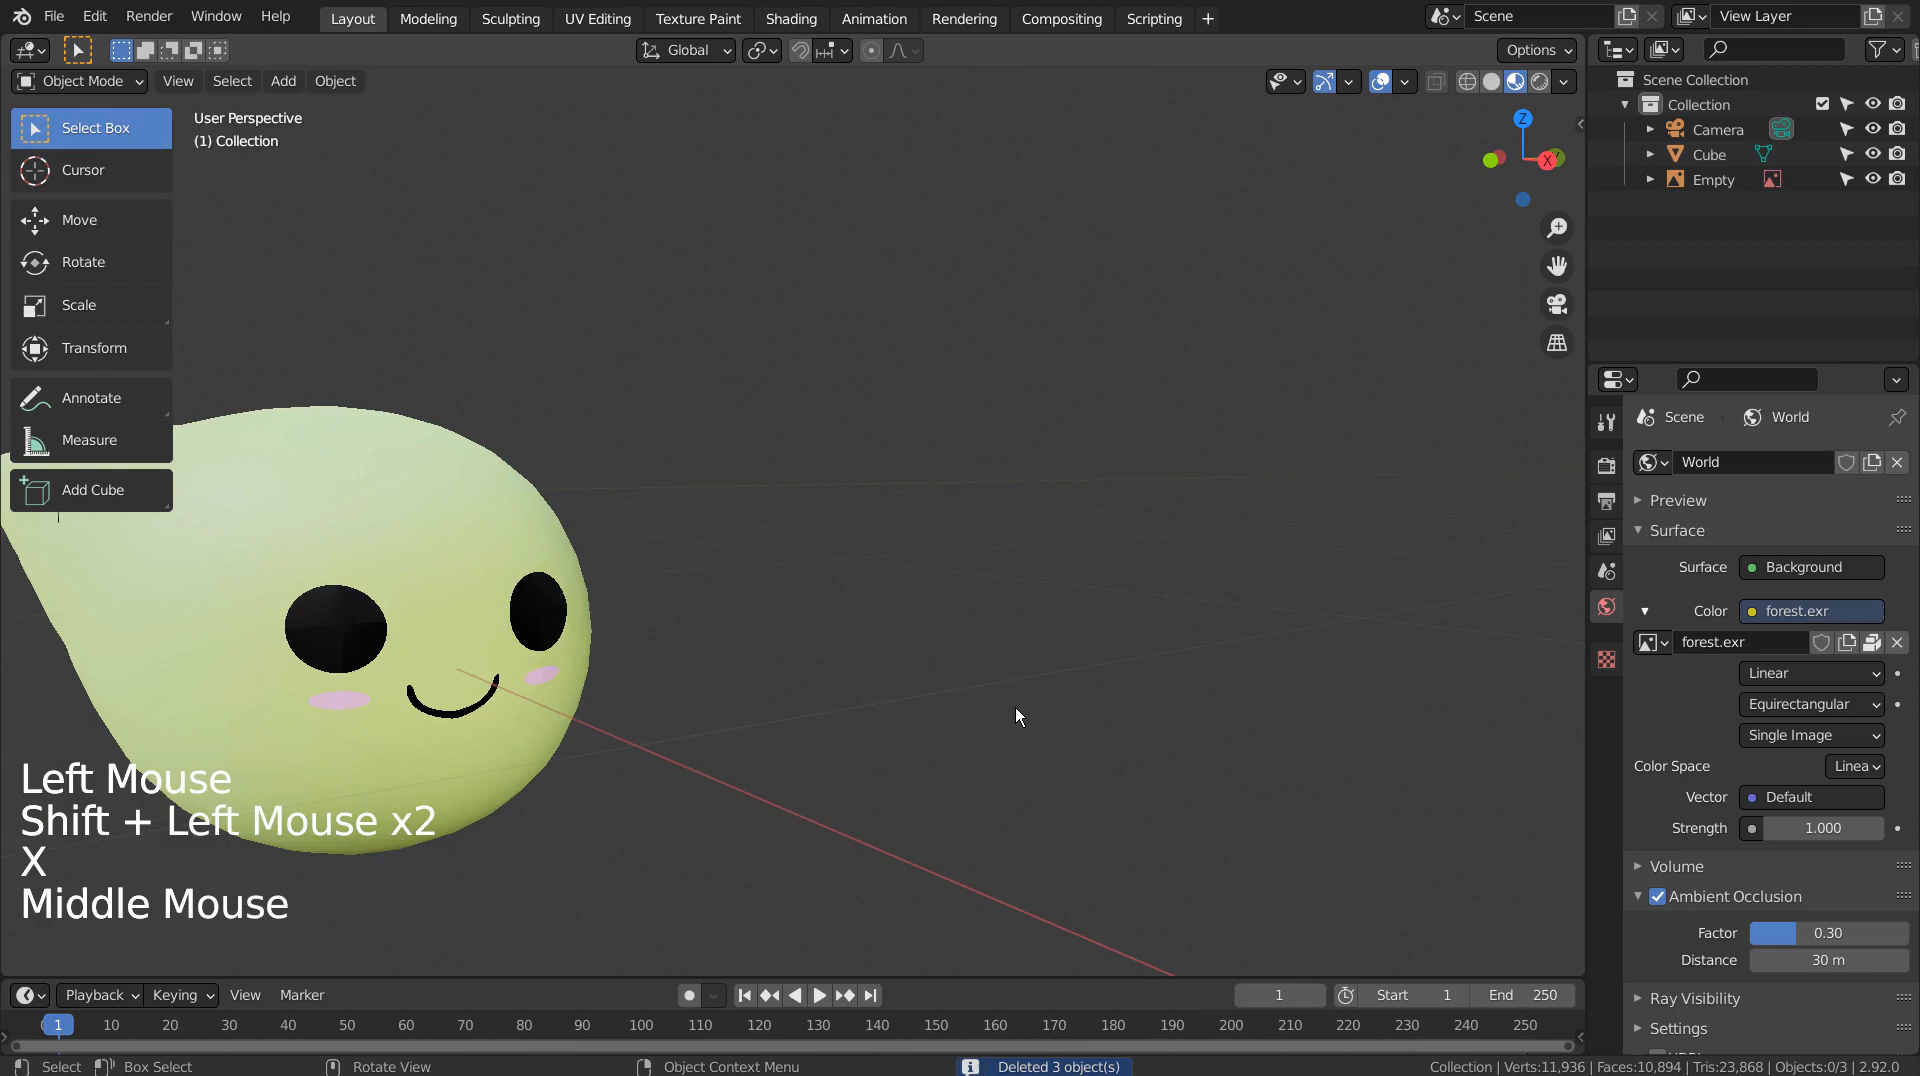 File Edit Render Window Help Layout Modeling Sculpting UV Editing Texture Paint Shading Animation Rendering Compositing Scripting + Scene View Layer
Global Options
Object Mode View Select Add Object
Select Box
Cursor
Move
Rotate
Scale
Transform
Annotate
Measure
Add Cube
User Perspective
(1) Collection
Z
X
Left Mouse
Shift + Left Mouse x2
X
Middle Mouse
Scene Collection
Collection
Camera
Cube
Empty
Scene World
World
Preview
Surface
Surface Background
Color forest.exr
forest.exr
Linear
Equirectangular
Single Image
Color Space Linea
Vector Default
Strength 1.000
Volume
Ambient Occlusion
Factor 0.30
Distance 30 m
Ray Visibility
Settings
Playback Keying View Marker 1 Start 1 End 250
1 10 20 30 40 50 60 70 80 90 100 110 120 130 140 150 160 170 180 190 200 210 220 230 240 250
Select Box Select Rotate View Object Context Menu Deleted 3 object(s) Collection | Verts:11,936 | Faces:10,894 | Tris:23,868 | Objects:0/3 | 2.92.0